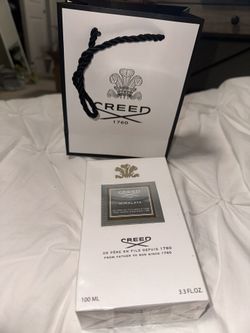 CREED
1760
CREED
HIMALAYA
CREED
DE PÈRE EN FILS DEPUIS 1760
FROM FATHER TO SON SINCE 1760
100 ML
3.3 FL.OZ.